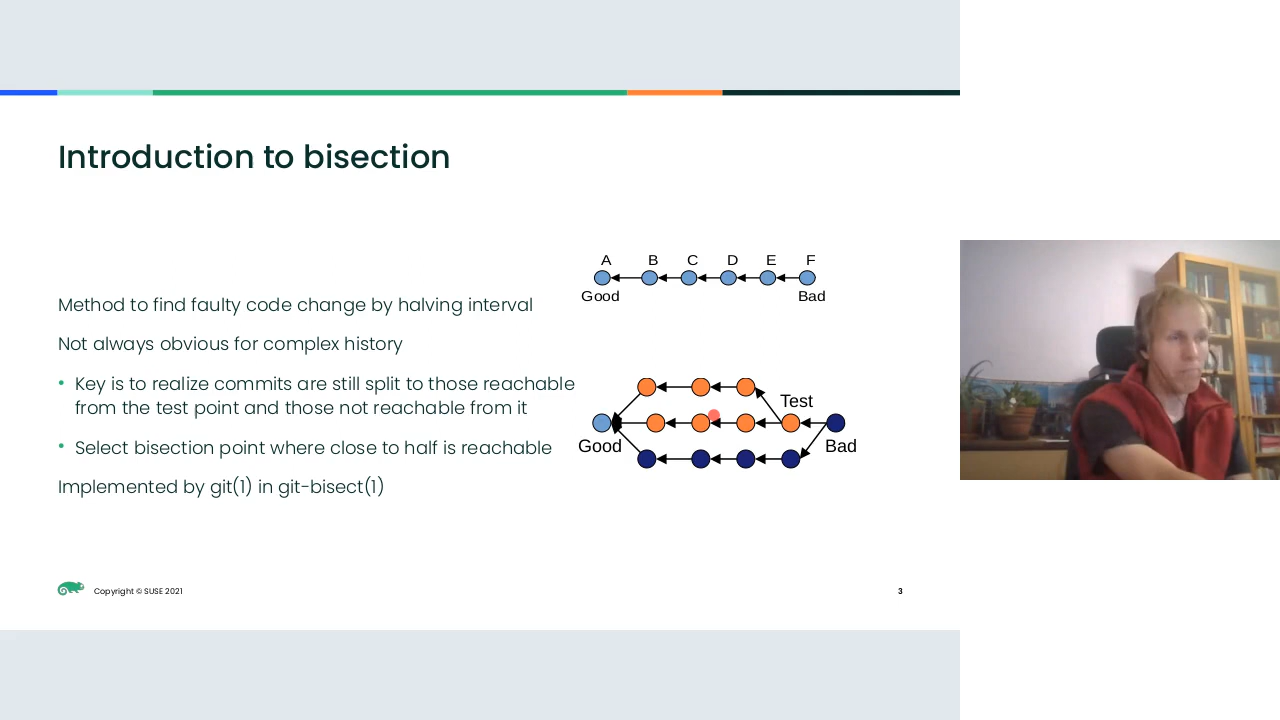 Introduction to bisection
A B C D E F
Good Bad
Method to find faulty code change by halving interval
Not always obvious for complex history
• Key is to realize commits are still split to those reachable
from the test point and those not reachable from it
• Select bisection point where close to half is reachable
Implemented by git(1) in git-bisect(1)
Test
Good Bad
Copyright © SUSE 2021
3